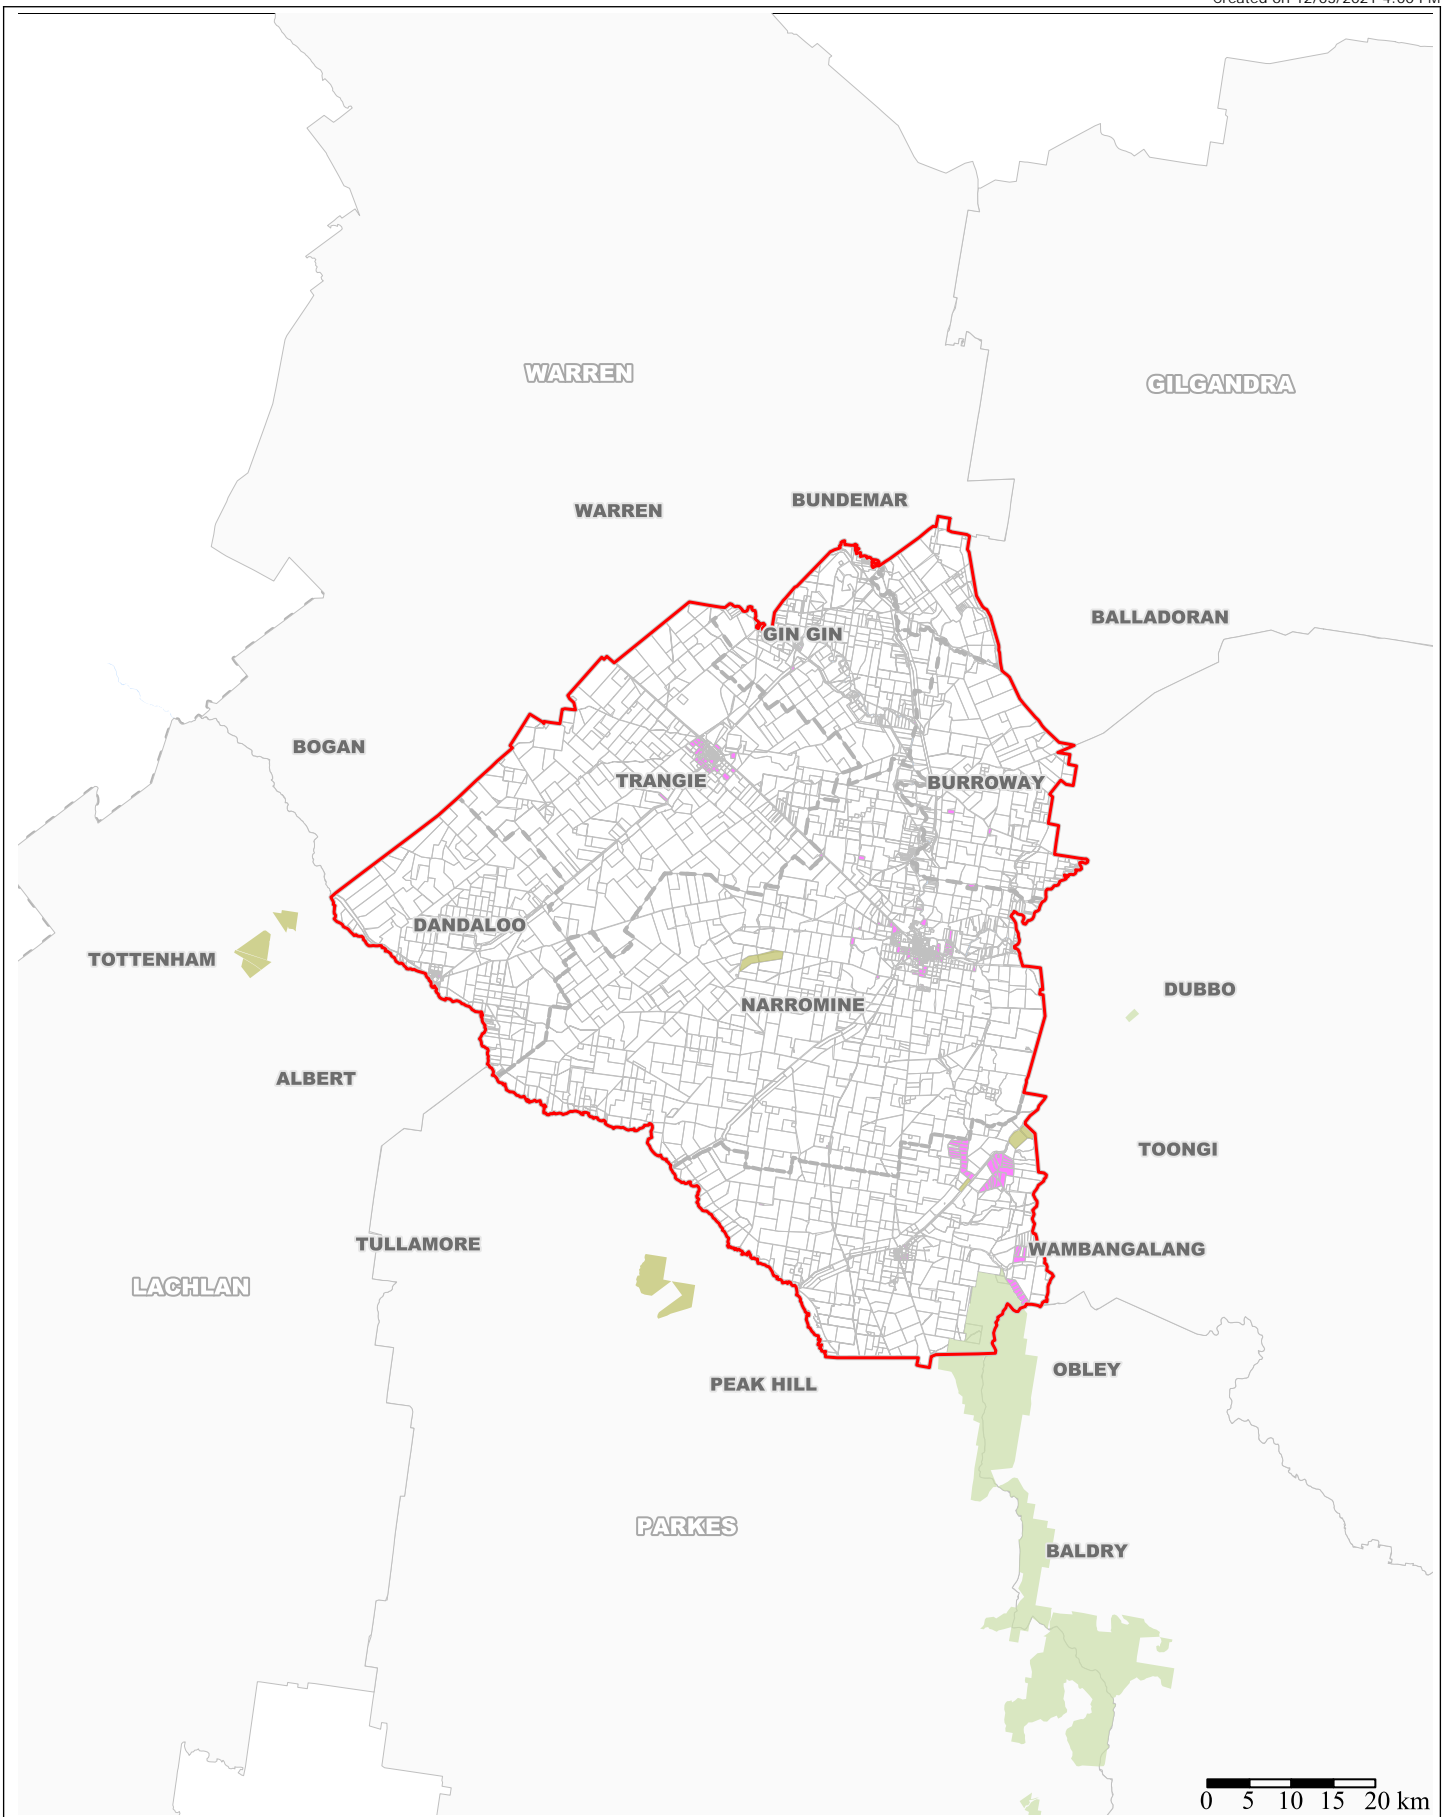 WARREN
GILGANDRA
BUNDEMAR
WARREN
BALLADORAN
GIN GIN
BOGAN
TRANGIE
BURROWAY
DANDALOO
TOTTENHAM
DUBBO
NARROMINE
ALBERT
TOONGI
TULLAMORE
WAMBANGALANG
LACHLAN
OBLEY
PEAK HILL
PARKES
BALDRY
0 5 10 15 20 km